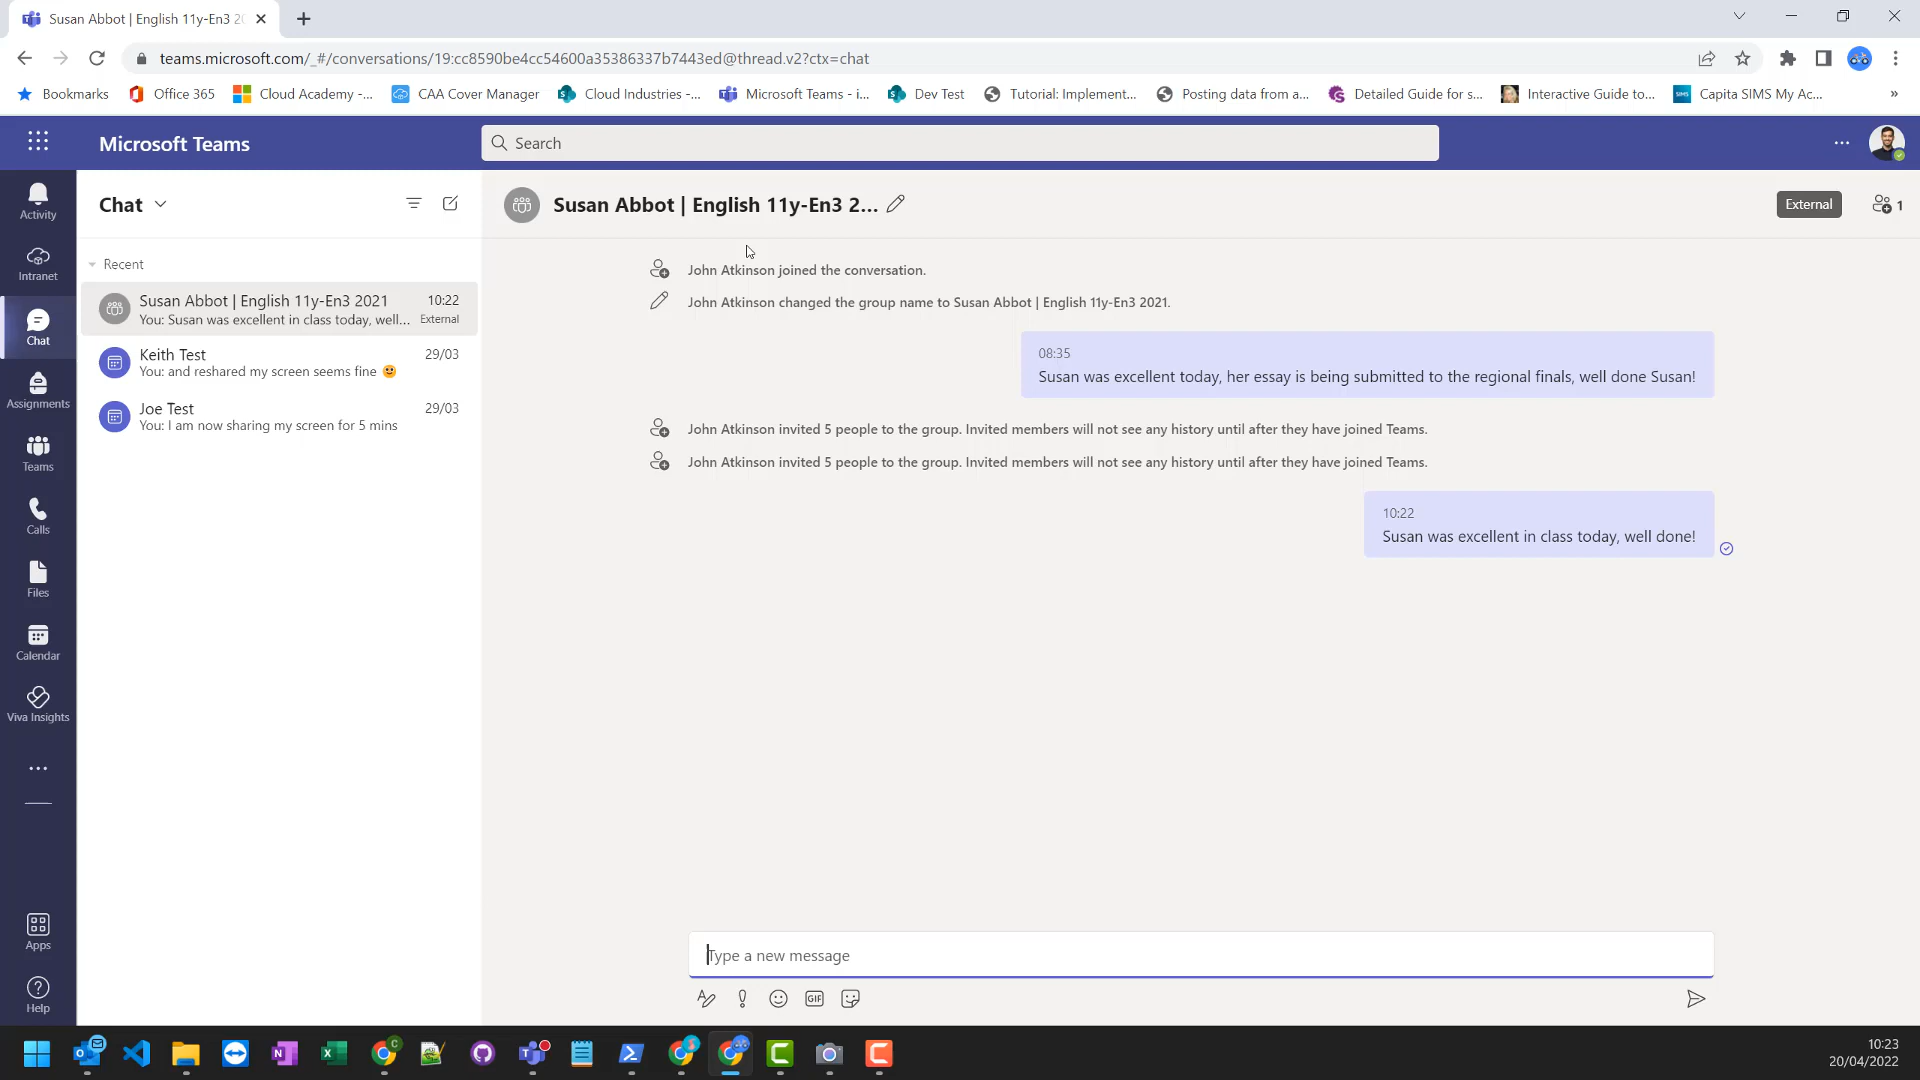 Susan Abbot | English 11y-En3 20
teams.microsoft.com/_#/conversations/19:cc8590be4cc54600a35386337b7443ed@thread.v2?ctx=chat
Bookmarks
Office 365
Cloud Academy -...
CAA Cover Manager
Cloud Industries -...
Microsoft Teams - i...
Dev Test
Tutorial: Implement...
Posting data from a...
Detailed Guide for s...
Interactive Guide to...
Capita SIMS My Ac...
Microsoft Teams
Search
Activity
Intranet
Chat
Assignments
Teams
Calls
Files
Calendar
Viva Insights
Apps
Help
Chat
Recent
Susan Abbot | English 11y-En3 2021 10:22
You: Susan was excellent in class today, well... External
Keith Test 29/03
You: and reshared my screen seems fine
Joe Test 29/03
You: I am now sharing my screen for 5 mins
Susan Abbot | English 11y-En3 2...
External
1
John Atkinson joined the conversation.
John Atkinson changed the group name to Susan Abbot | English 11y-En3 2021.
08:35
Susan was excellent today, her essay is being submitted to the regional finals, well done Susan!
John Atkinson invited 5 people to the group. Invited members will not see any history until after they have joined Teams.
John Atkinson invited 5 people to the group. Invited members will not see any history until after they have joined Teams.
10:22
Susan was excellent in class today, well done!
Type a new message
GIF
10:23
20/04/2022